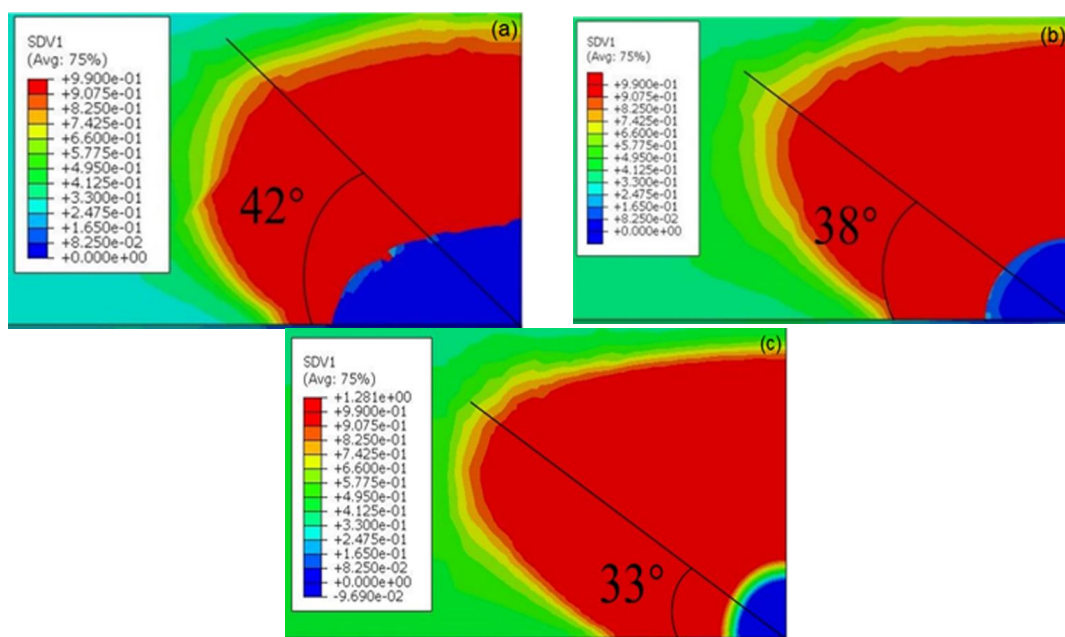 (a)
SDV1
(Avg: 75%)
+9.900e-01
+9.075e-01
+8.250e-01
+7.425e-01
+6.600e-01
+5.775e-01
+4.950e-01
+4.125e-01
+3.300e-01
+2.475e-01
+1.650e-01
+8.250e-02
+0.000e+00
42°
(b)
SDV1
(Avg: 75%)
+9.900e-01
+9.075e-01
+8.250e-01
+7.425e-01
+6.600e-01
+5.775e-01
+4.950e-01
+4.125e-01
+3.300e-01
+2.475e-01
+1.650e-01
+8.250e-02
+0.000e+00
38°
(c)
SDV1
(Avg: 75%)
+1.281e+00
+9.900e-01
+9.075e-01
+8.250e-01
+7.425e-01
+6.600e-01
+5.775e-01
+4.950e-01
+4.125e-01
+3.300e-01
+2.475e-01
+1.650e-01
+8.250e-02
+0.000e+00
-9.690e-02
33°